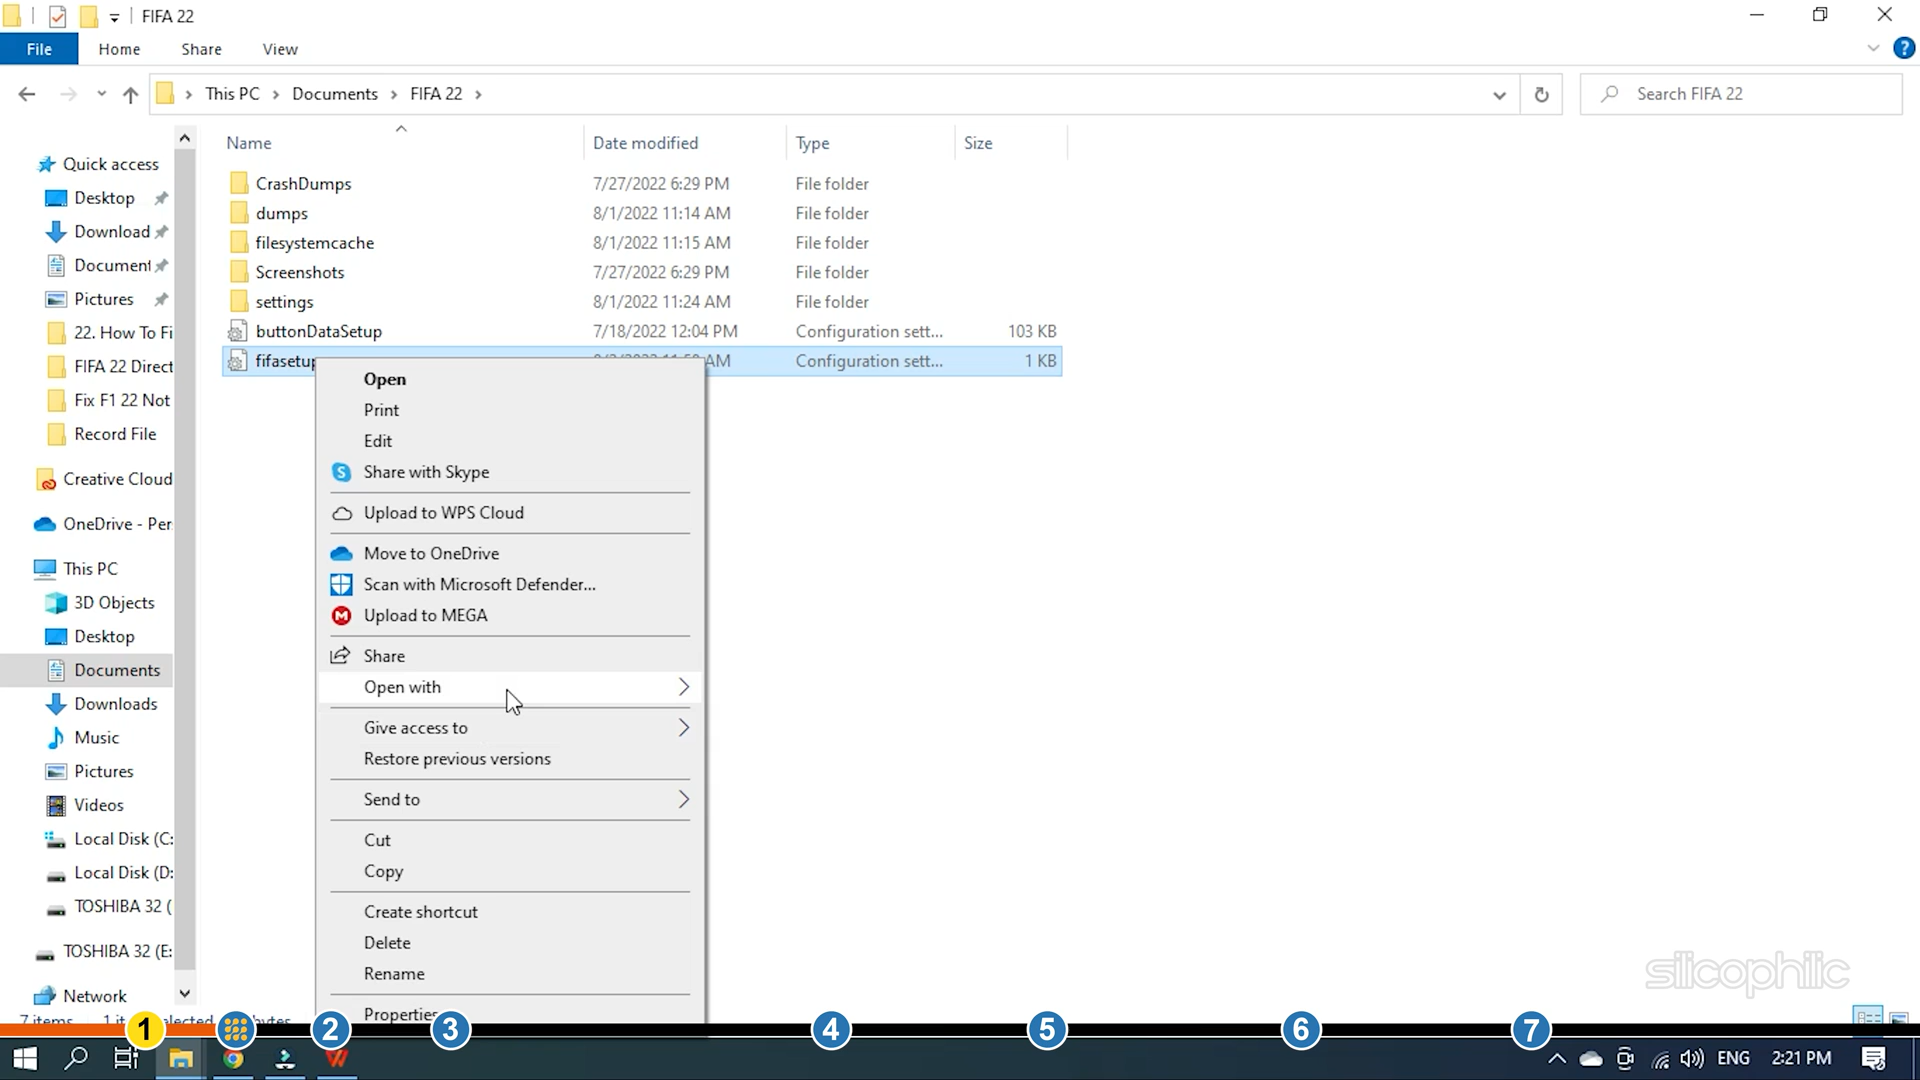 FIFA 22
File
Home
Share
View
This PC
Documents
FIFA 22
Search FIFA 22
Name
Date modified
Type
Size
Quick access
Desktop
Download
Document
Pictures
22. How To Fi
FIFA 22 Direct
Fix F1 22 Not
Record File
Creative Cloud
OneDrive - Per
This PC
3D Objects
Desktop
Documents
Downloads
Music
Pictures
Videos
Local Disk (C:
Local Disk (D:
TOSHIBA 32 (
TOSHIBA 32 (E:
Network
CrashDumps 7/27/2022 6:29 PM File folder
dumps 8/1/2022 11:14 AM File folder
filesystemcache 8/1/2022 11:15 AM File folder
Screenshots 7/27/2022 6:29 PM File folder
settings 8/1/2022 11:24 AM File folder
buttonDataSetup 7/18/2022 12:04 PM Configuration sett... 103 KB
fifasetup AM Configuration sett... 1 KB
Open
Print
Edit
Share with Skype
Upload to WPS Cloud
Move to OneDrive
Scan with Microsoft Defender...
Upload to MEGA
Share
Open with
Give access to
Restore previous versions
Send to
Cut
Copy
Create shortcut
Delete
Rename
Properties
silicophilic
7 items
1 2 3 4 5 6 7
ENG
2:21 PM